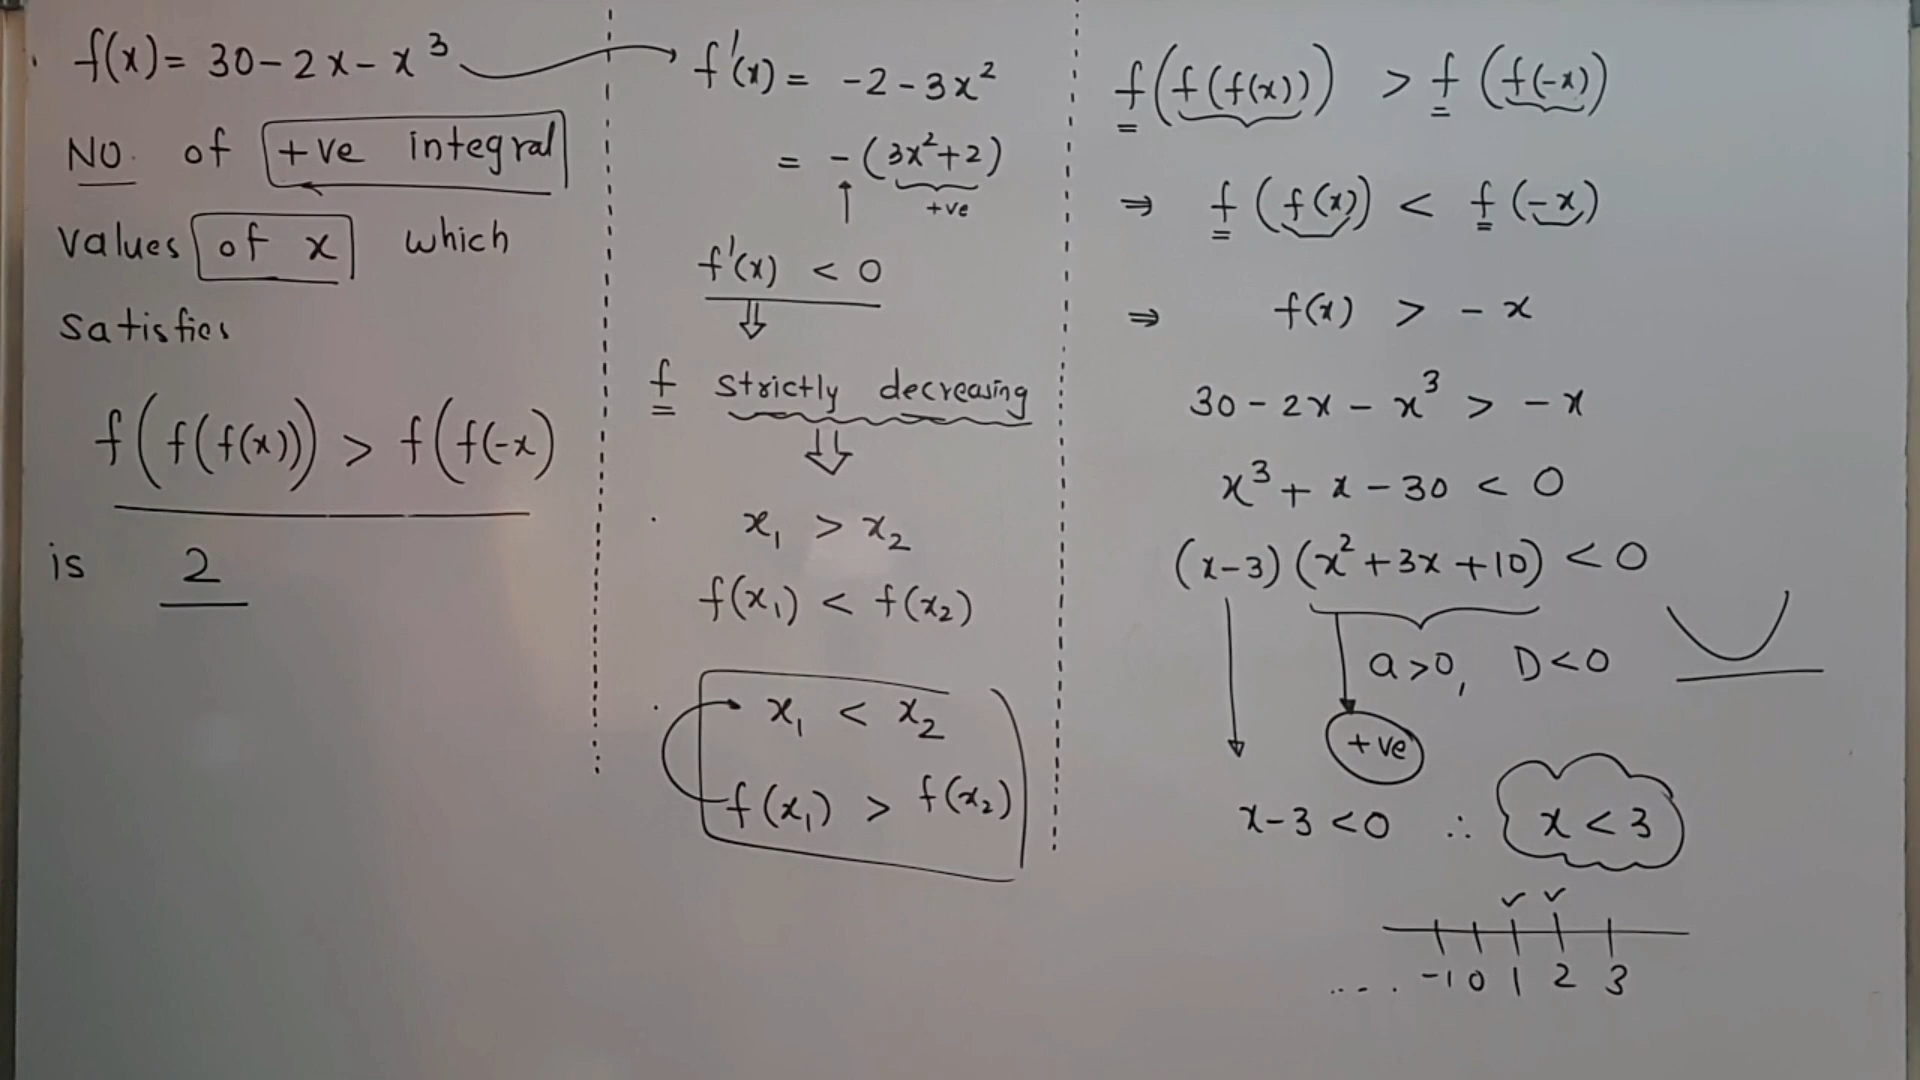 f(x) = 30 - 2x - x³
NO. of +ve integral
values of x which
satisfies
f(f(f(x))) > f(f(-x)
is 2
f'(x) = -2 - 3x²
= -(3x²+2)
+ve
f'(x) < 0
⇓
f strictly decreasing
⇓
x₁ > x₂
f(x₁) < f(x₂)
x₁ < x₂
f(x₁) > f(x₂)
f(f(f(x))) > f(f(-x))
⇒ f(f(x)) < f(-x)
⇒ f(x) > -x
30 - 2x - x³ > -x
x³ + x - 30 < 0
(x-3)(x²+3x+10) < 0
a>0, D<0
+ve
x-3<0 ∴ x<3
✓ ✓
.... -1 0 1 2 3